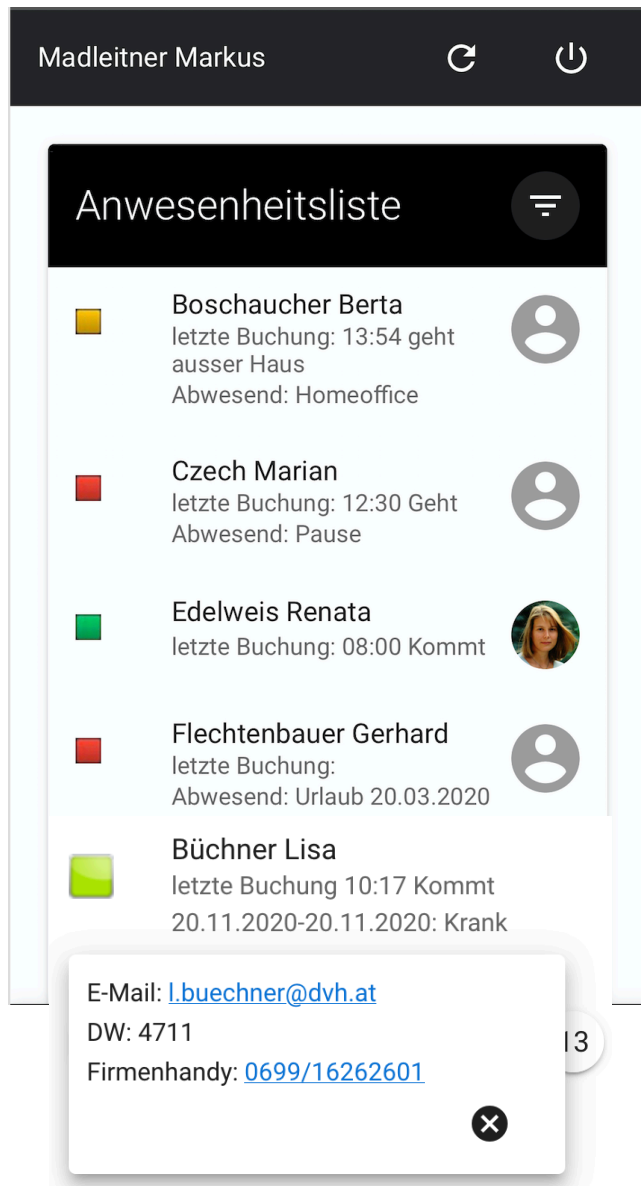 Madleitner Markus
Anwesenheitsliste
Boschaucher Berta
letzte Buchung: 13:54 geht
ausser Haus
Abwesend: Homeoffice
Czech Marian
letzte Buchung: 12:30 Geht
Abwesend: Pause
Edelweis Renata
letzte Buchung: 08:00 Kommt
Flechtenbauer Gerhard
letzte Buchung:
Abwesend: Urlaub 20.03.2020
Büchner Lisa
letzte Buchung 10:17 Kommt
20.11.2020-20.11.2020: Krank
E-Mail: l.buechner@dvh.at
DW: 4711
13
Firmenhandy: 0699/16262601